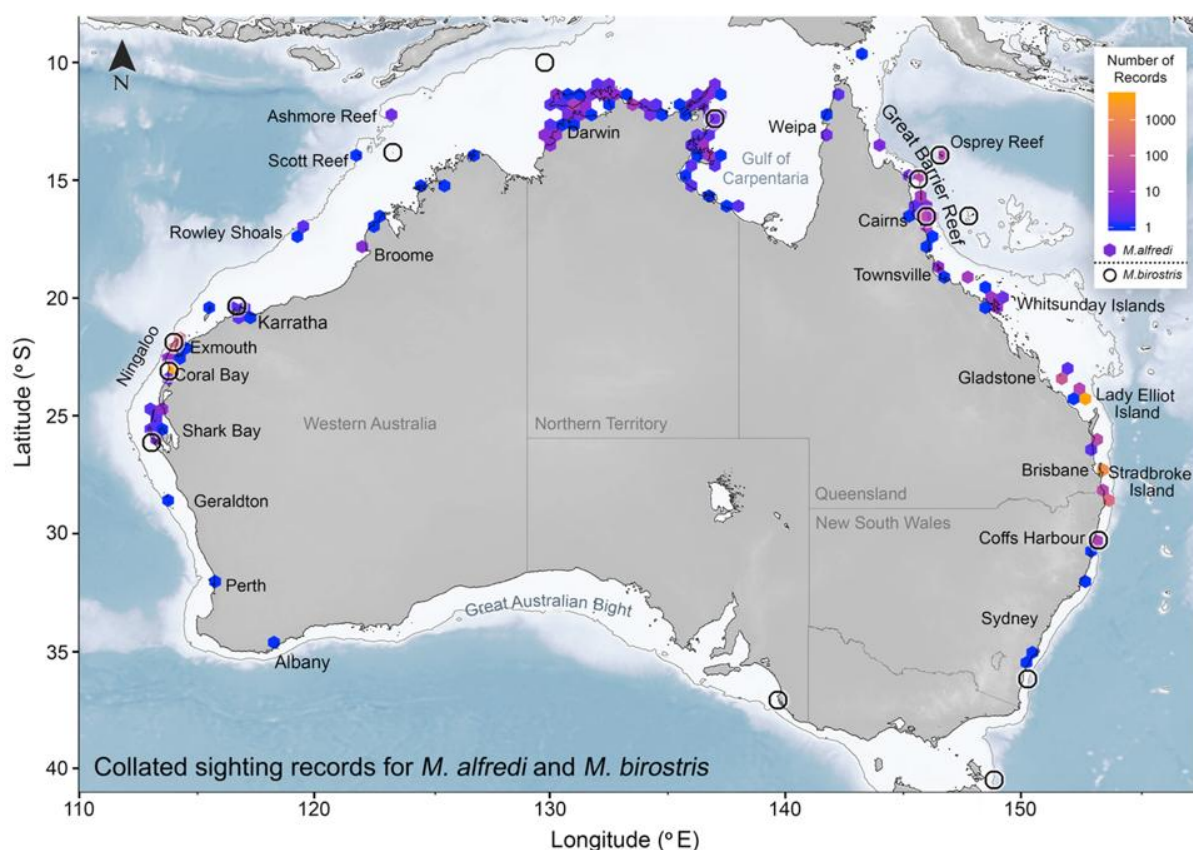 10
15
20
25
30
35
40
Latitude (° S)
110
120
130
140
150
Longitude (° E)
N
Ashmore Reef
Scott Reef
Rowley Shoals
Broome
Karratha
Ningaloo
Exmouth
Coral Bay
Shark Bay
Geraldton
Perth
Albany
Darwin
Weipa
Gulf of
Carpentaria
Great Barrier Reef
Osprey Reef
Cairns
Townsville
Whitsunday Islands
Gladstone
Lady Elliot
Island
Brisbane
Stradbroke
Island
Coffs Harbour
Sydney
Western Australia
Northern Territory
Queensland
New South Wales
Great Australian Bight
Number of
Records
1000
100
10
1
M.alfredi
M.birostris
Collated sighting records for M. alfredi and M. birostris